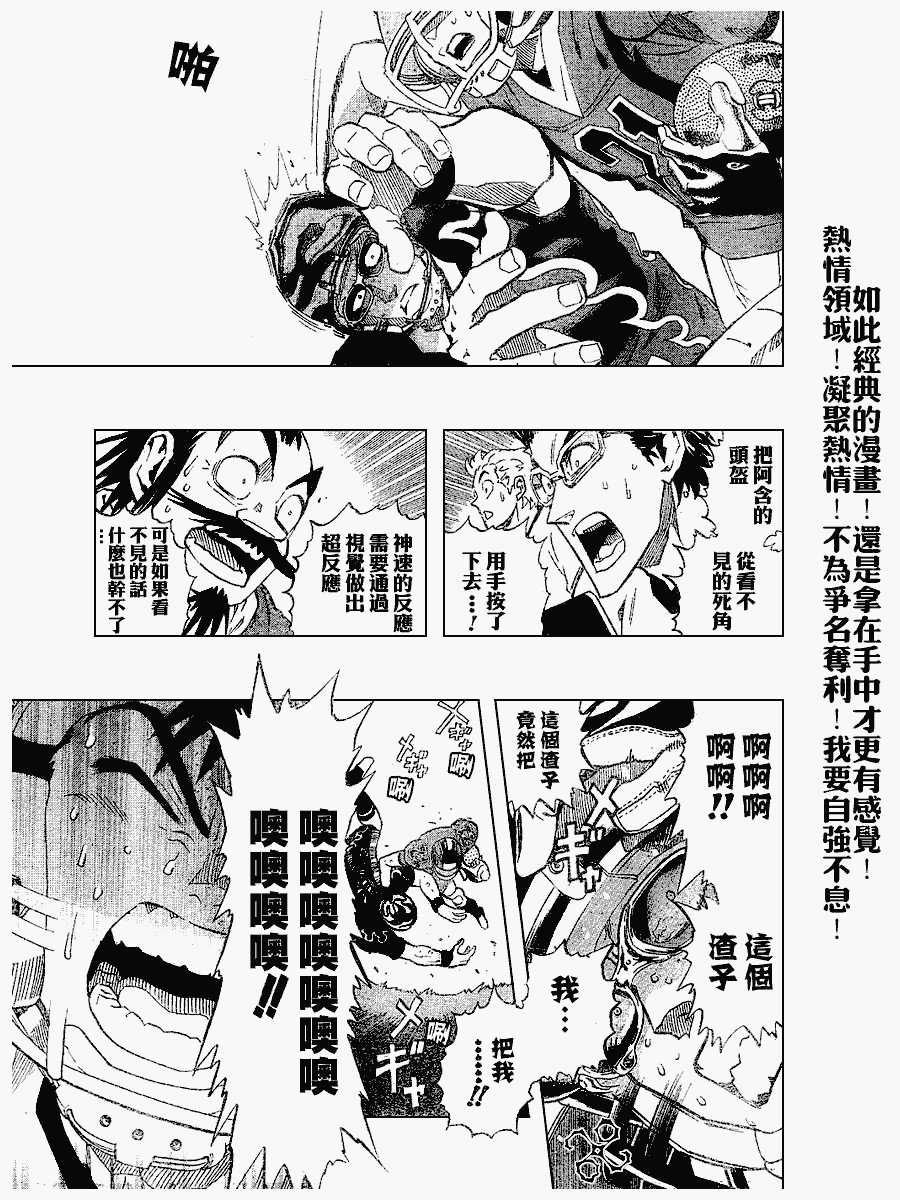 啪
把阿含的
頭盔
從看不
見的死角
用手按了
下去…！
神速的反應
需要通過
視覺做出
超反應
可是如果看
不見的話
什麼也幹不了
…
啊啊啊
啊啊!!
這個
渣子
這個渣子
竟然把
我…
メギャ
把我
……!!
噢噢噢噢噢噢噢
噢噢噢噢!!
如此經典的漫畫！還是拿在手中才更有感覺！
熱情領域！凝聚熱情！不為爭名奪利！我要自強不息！